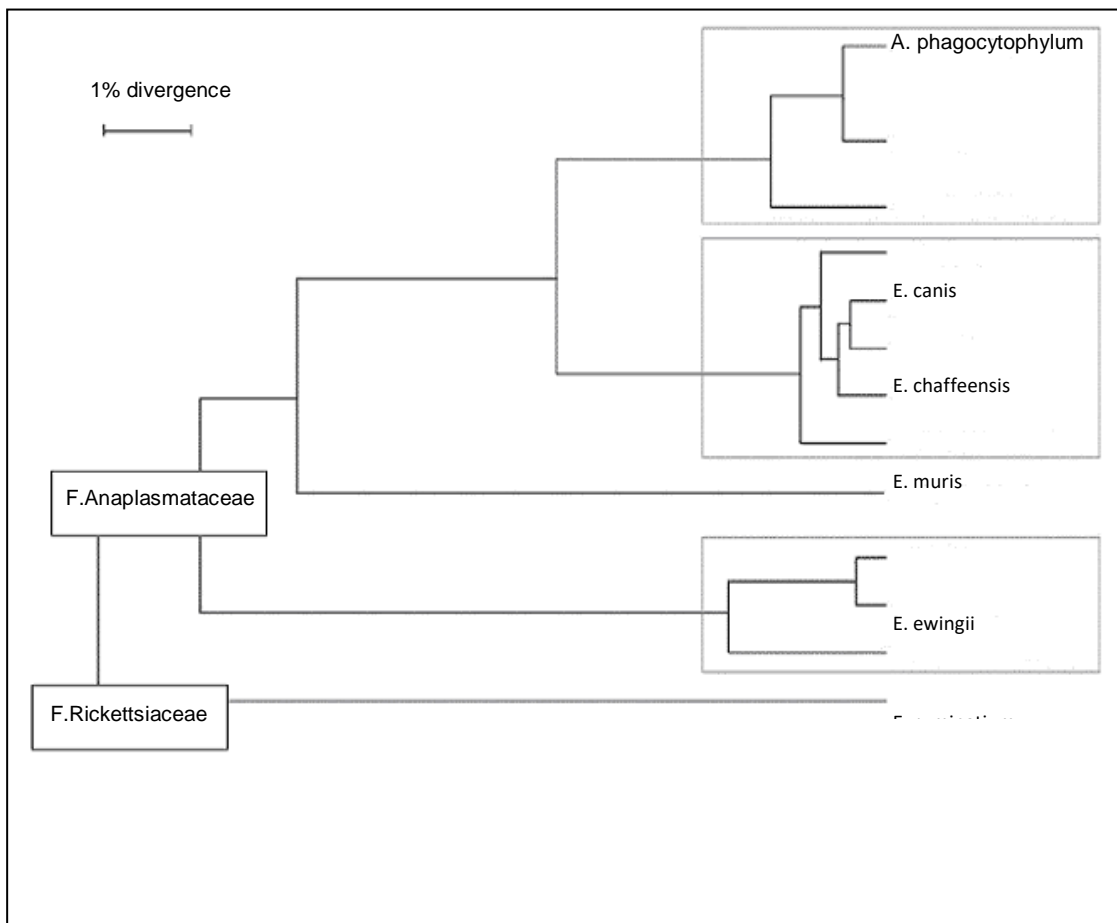 A. phagocytophylum
1% divergence
E. canis
E. chaffeensis
F.Anaplasmataceae
E. muris
E. ewingii
F.Rickettsiaceae